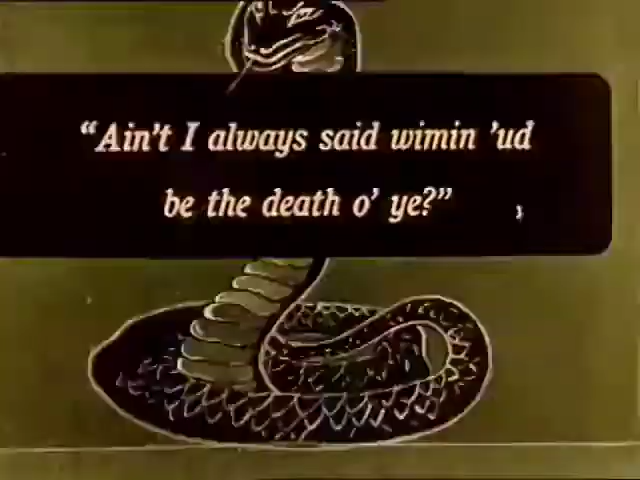 “Ain't I always said wimin 'ud
be the death o' ye?”